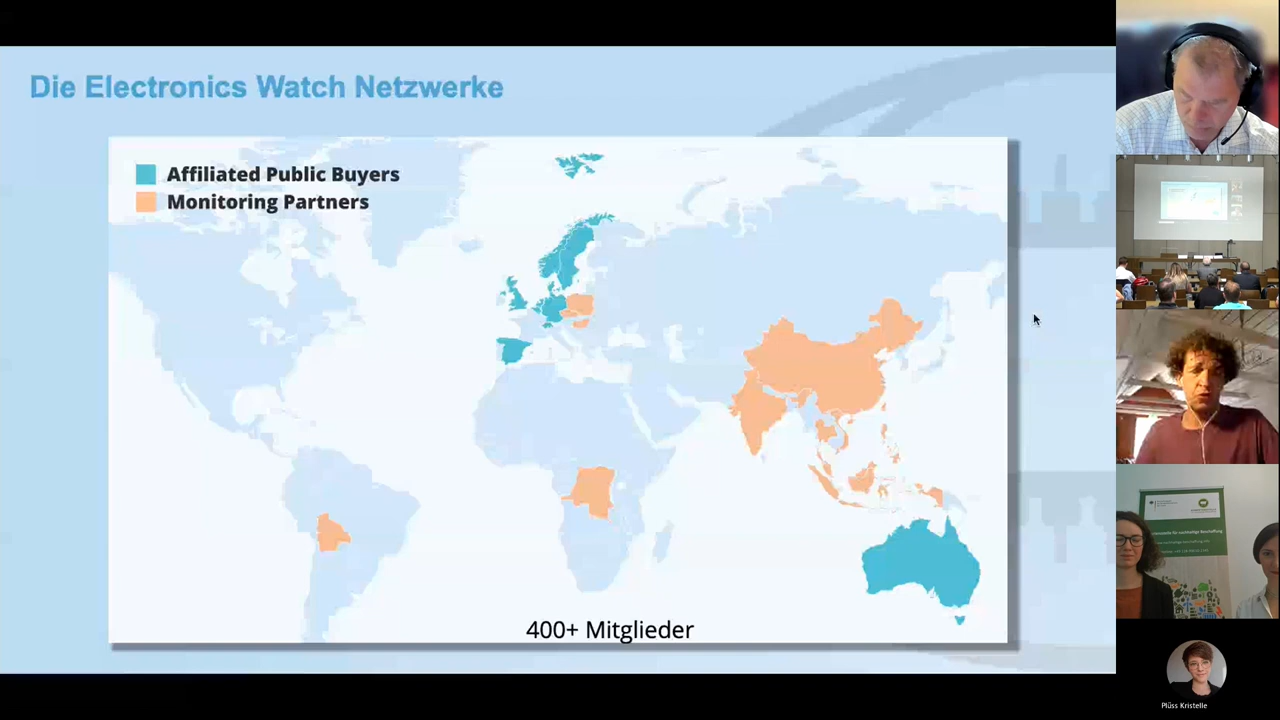 Die Electronics Watch Netzwerke
Affiliated Public Buyers
Monitoring Partners
400+ Mitglieder
Plüss Kristelle